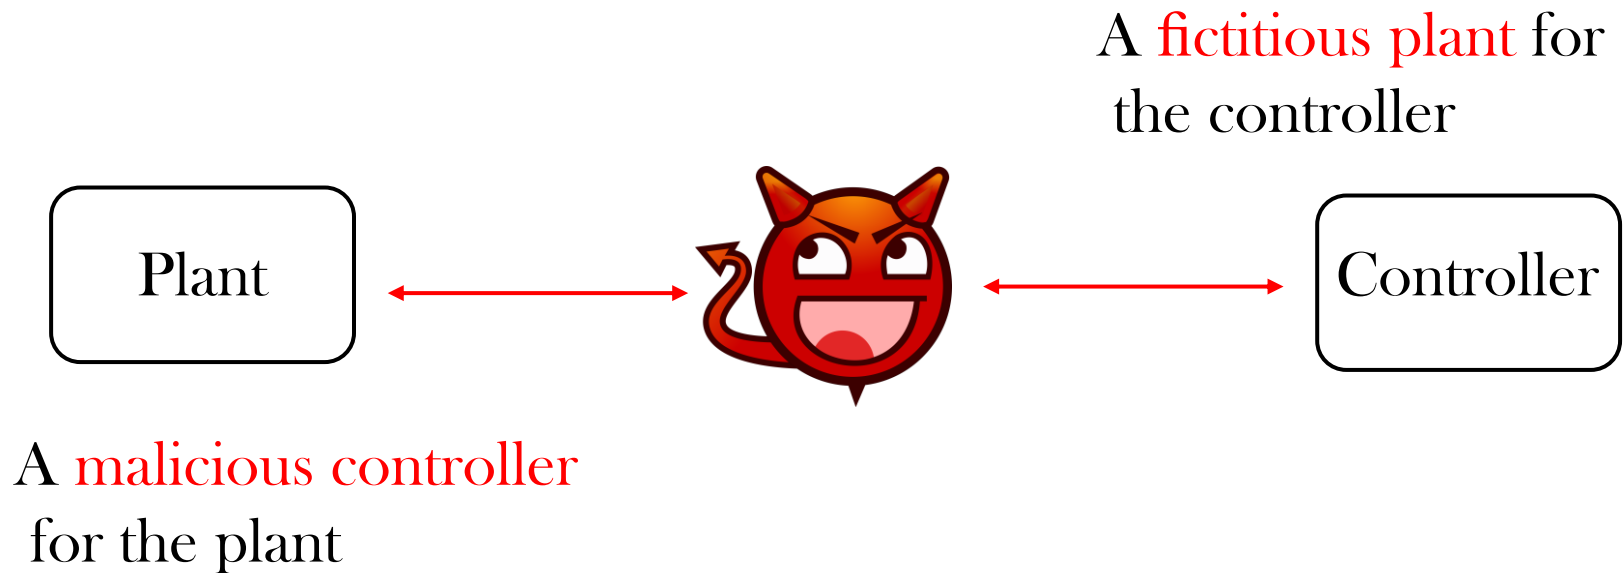 A fictitious plant for
the controller
Plant
Controller
A malicious controller
for the plant